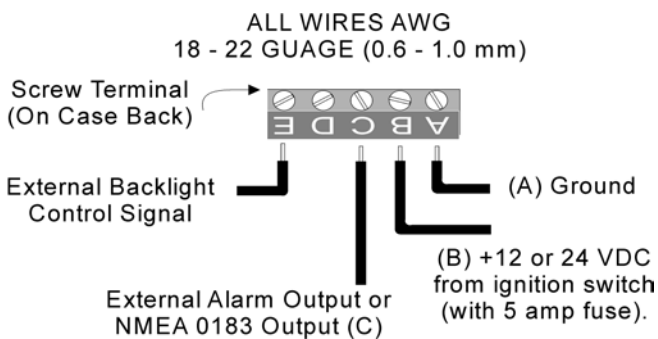 ALL WIRES AWG
18 - 22 GUAGE (0.6 - 1.0 mm)
Screw Terminal
(On Case Back)
E D C B A
External Backlight
Control Signal
(A) Ground
(B) +12 or 24 VDC
from ignition switch
(with 5 amp fuse).
External Alarm Output or
NMEA 0183 Output (C)